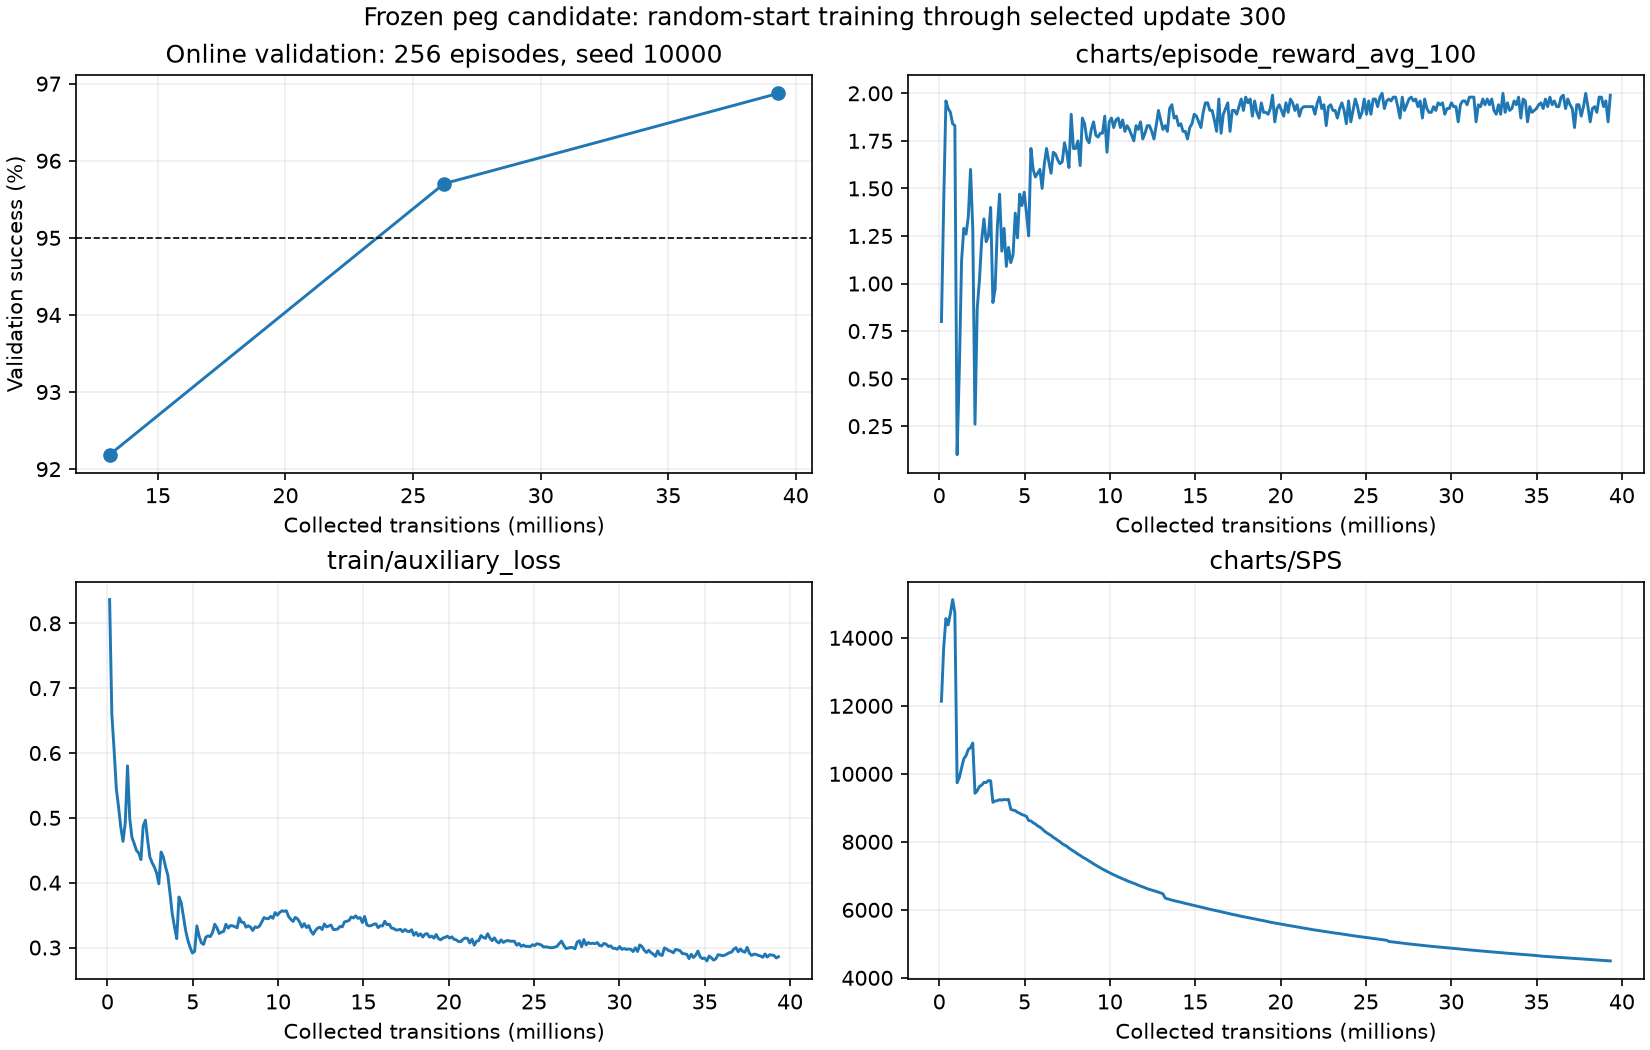 Frozen peg candidate: random-start training through selected update 300
Online validation: 256 episodes, seed 10000
Validation success (%)
97
96
95
94
93
92
15 20 25 30 35 40
Collected transitions (millions)
charts/episode_reward_avg_100
2.00
1.75
1.50
1.25
1.00
0.75
0.50
0.25
0 5 10 15 20 25 30 35 40
Collected transitions (millions)
train/auxiliary_loss
0.8
0.7
0.6
0.5
0.4
0.3
0 5 10 15 20 25 30 35 40
Collected transitions (millions)
charts/SPS
14000
12000
10000
8000
6000
4000
0 5 10 15 20 25 30 35 40
Collected transitions (millions)